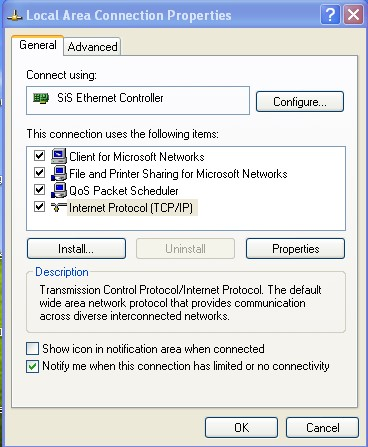 Local Area Connection Properties
General
Advanced
Connect using:
SiS Ethernet Controller
Configure...
This connection uses the following items:
Client for Microsoft Networks
File and Printer Sharing for Microsoft Networks
QoS Packet Scheduler
Internet Protocol (TCP/IP)
Install...
Uninstall
Properties
Description
Transmission Control Protocol/Internet Protocol. The default
wide area network protocol that provides communication
across diverse interconnected networks.
Show icon in notification area when connected
Notify me when this connection has limited or no connectivity
OK
Cancel